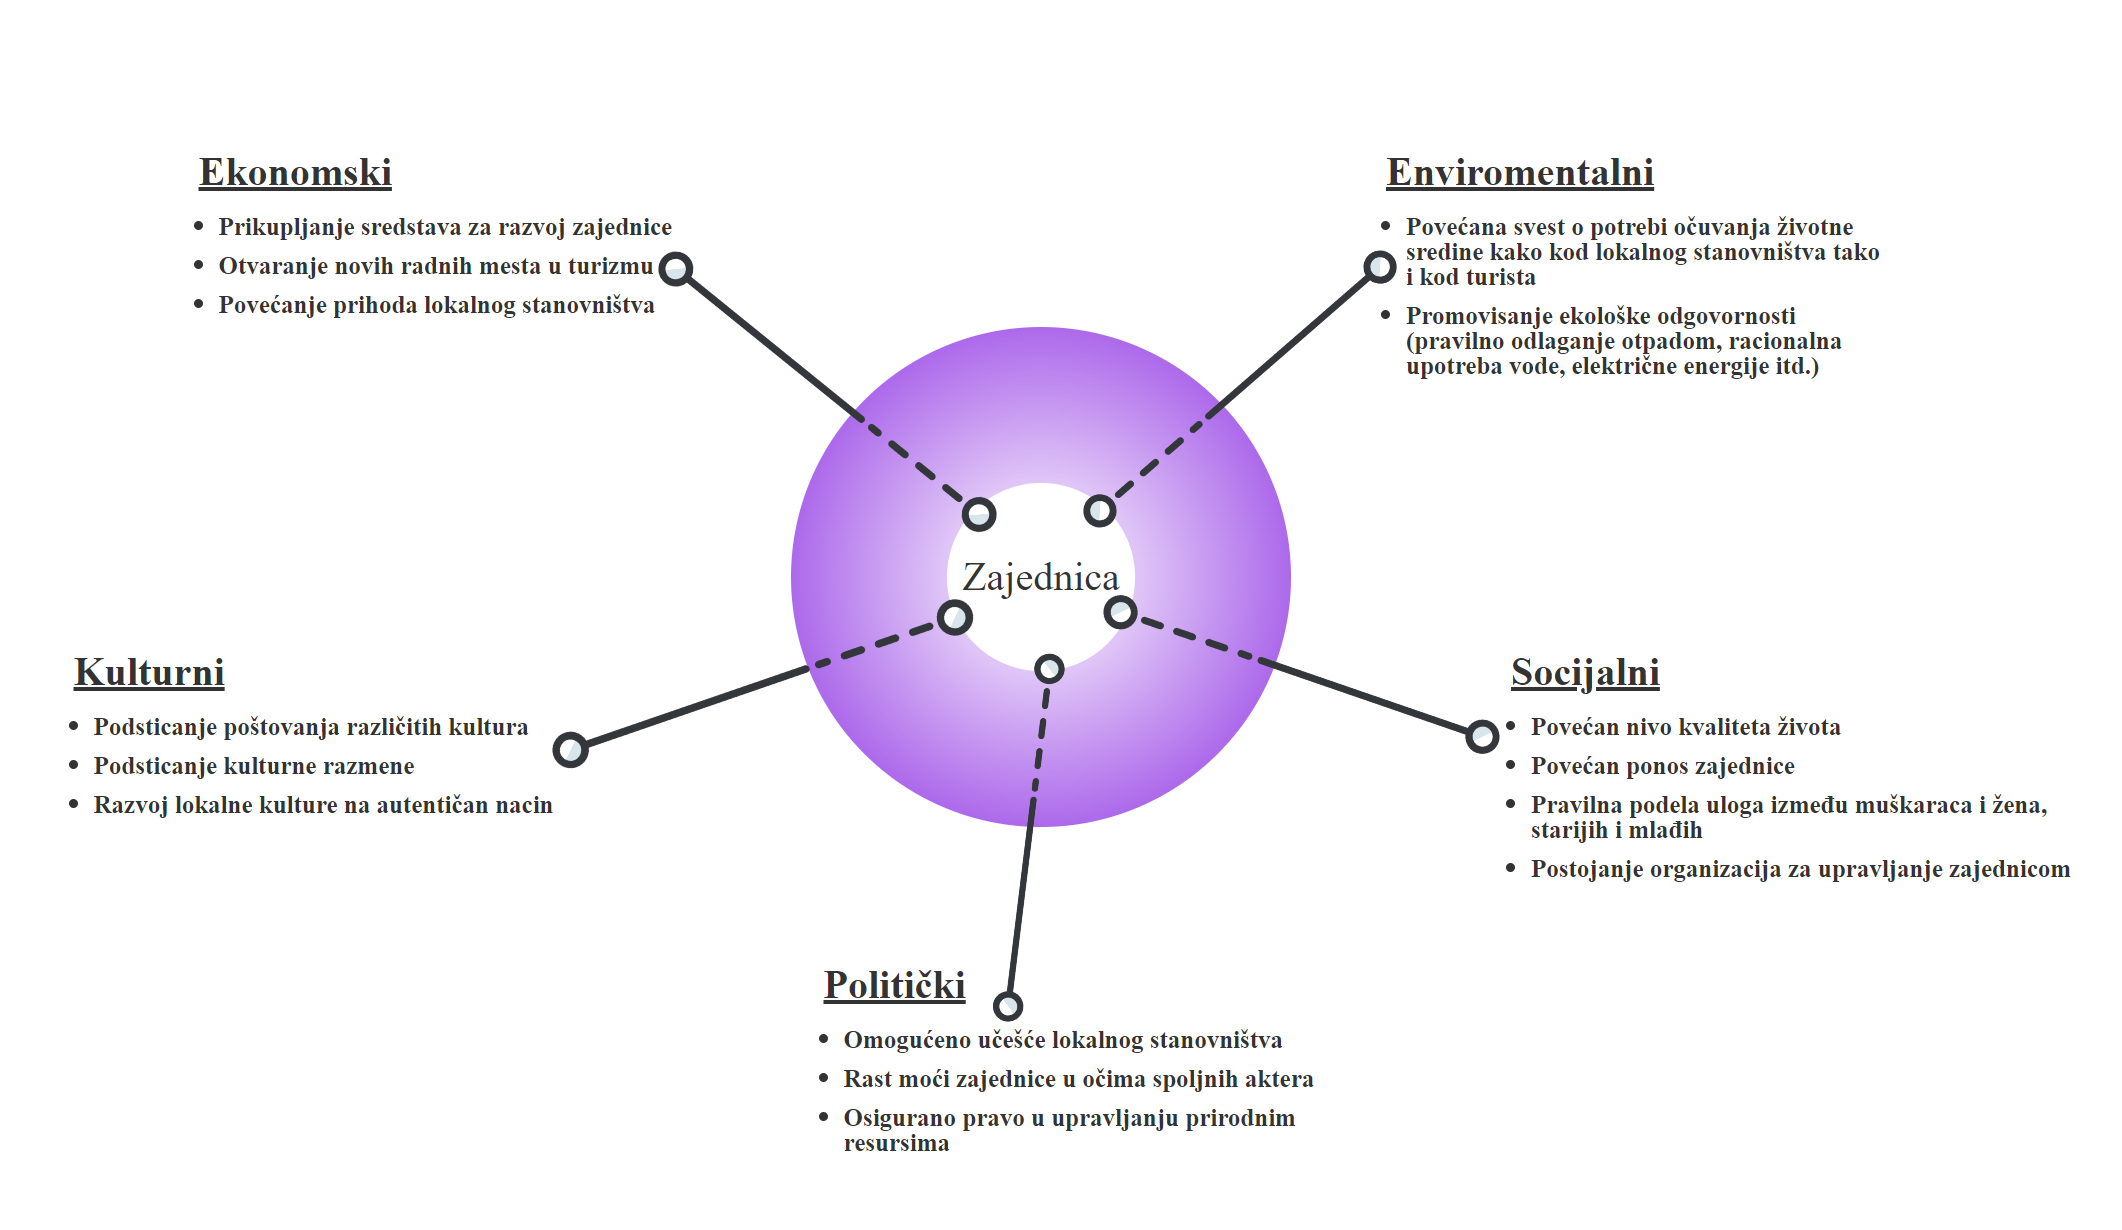 Ekonomski
Prikupljanje sredstava za razvoj zajednice
Otvaranje novih radnih mesta u turizmu
Povećanje prihoda lokalnog stanovništva
Enviromentalni
Povećana svest o potrebi očuvanja životne
sredine kako kod lokalnog stanovništva tako
i kod turista
Promovisanje ekološke odgovornosti
(pravilno odlaganje otpadom, racionalna
upotreba vode, električne energije itd.)
Zajednica
Kulturni
Podsticanje poštovanja različitih kultura
Podsticanje kulturne razmene
Razvoj lokalne kulture na autentičan nacin
Socijalni
Povećan nivo kvaliteta života
Povećan ponos zajednice
Pravilna podela uloga između muškaraca i žena,
starijih i mlađih
Postojanje organizacija za upravljanje zajednicom
Politički
Omogućeno učešće lokalnog stanovništva
Rast moći zajednice u očima spoljnih aktera
Osigurano pravo u upravljanju prirodnim
resursima